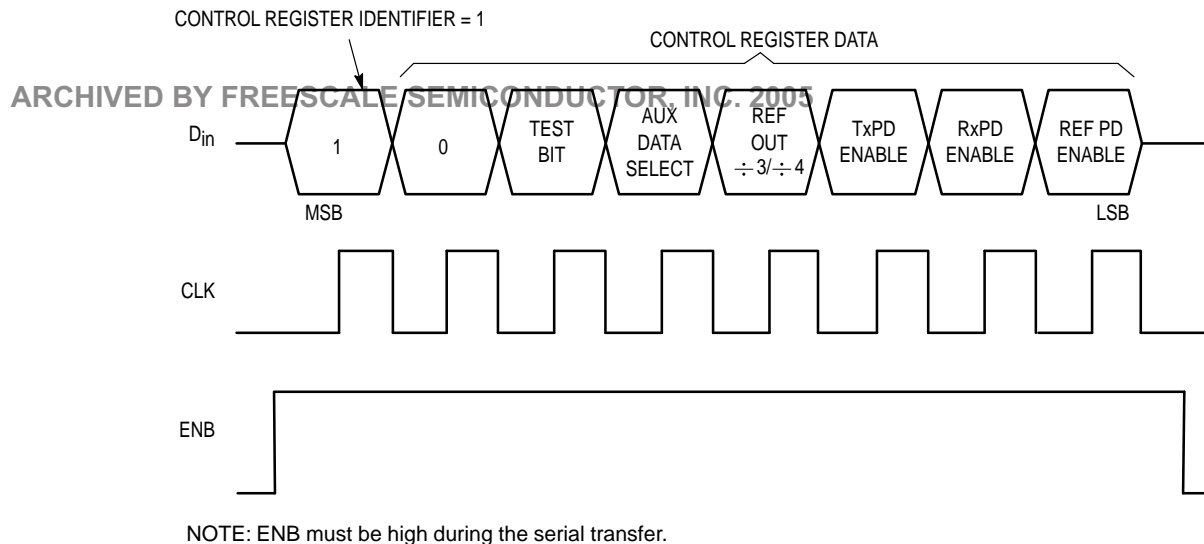 CONTROL REGISTER IDENTIFIER = 1
CONTROL REGISTER DATA
ARCHIVED BY FREESCALE SEMICONDUCTOR, INC. 2005
Din
1
0
TEST
BIT
AUX
DATA
SELECT
REF
OUT
÷3/÷4
TxPD
ENABLE
RxPD
ENABLE
REF PD
ENABLE
MSB
LSB
CLK
ENB
NOTE: ENB must be high during the serial transfer.